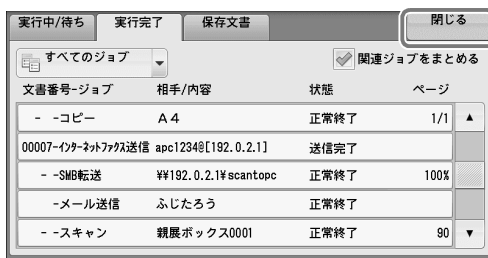 実行中/待ち 実行完了 保存文書 閉じる
すべてのジョブ 関連ジョブをまとめる
文書番号-ジョブ 相手/内容 状態 ページ
- -コピー A4 正常終了 1/1
00007-インターネットファクス送信 apc1234@[192.0.2.1] 送信完了
- -SMB転送 ¥¥192.0.2.1¥scantopc 正常終了 100%
-メール送信 ふじたろう 正常終了
- -スキャン 親展ボックス0001 正常終了 90